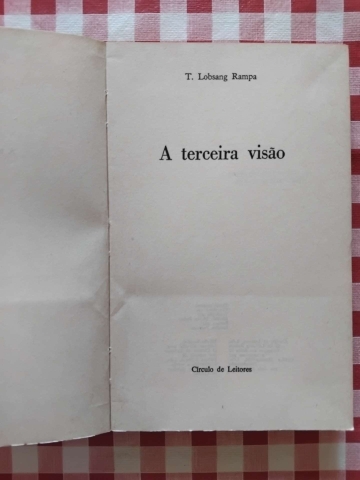 T. Lobsang Rampa
A terceira visão
Círculo de Leitores